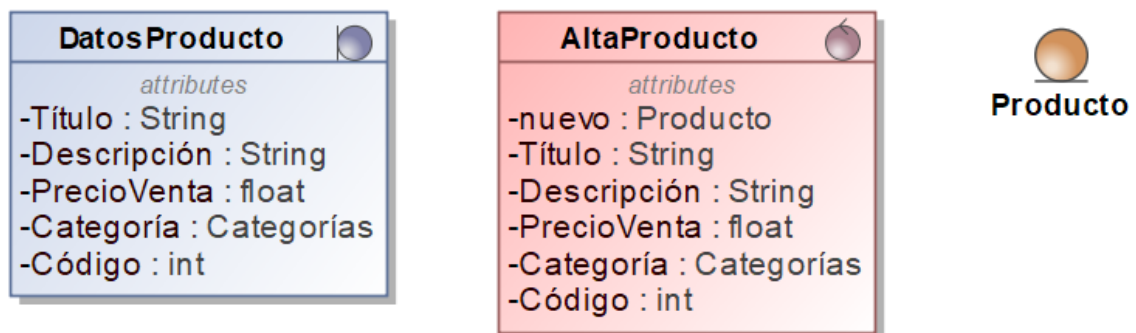 DatosProducto
attributes
-Título : String
-Descripción : String
-PrecioVenta : float
-Categoría : Categorías
-Código : int
AltaProducto
attributes
-nuevo : Producto
-Título : String
-Descripción : String
-PrecioVenta : float
-Categoría : Categorías
-Código : int
Producto